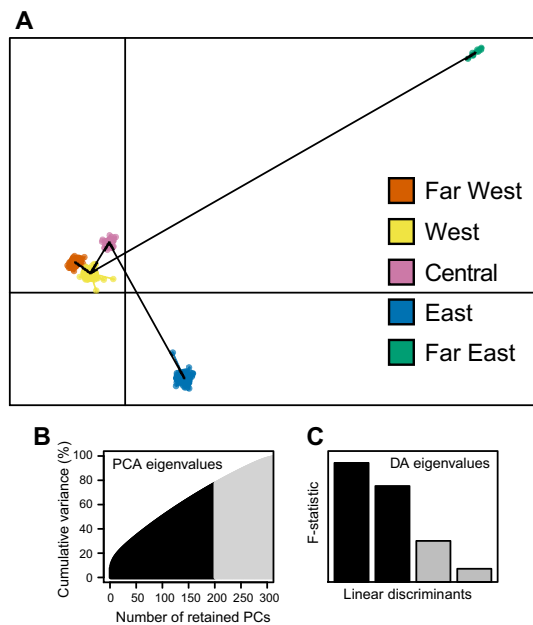 A
Far West
West
Central
East
Far East
B
PCA eigenvalues
Cumulative variance (%)
100
80
60
40
20
0
0 50 100 150 200 250 300
Number of retained PCs
C
DA eigenvalues
F-statistic
Linear discriminants